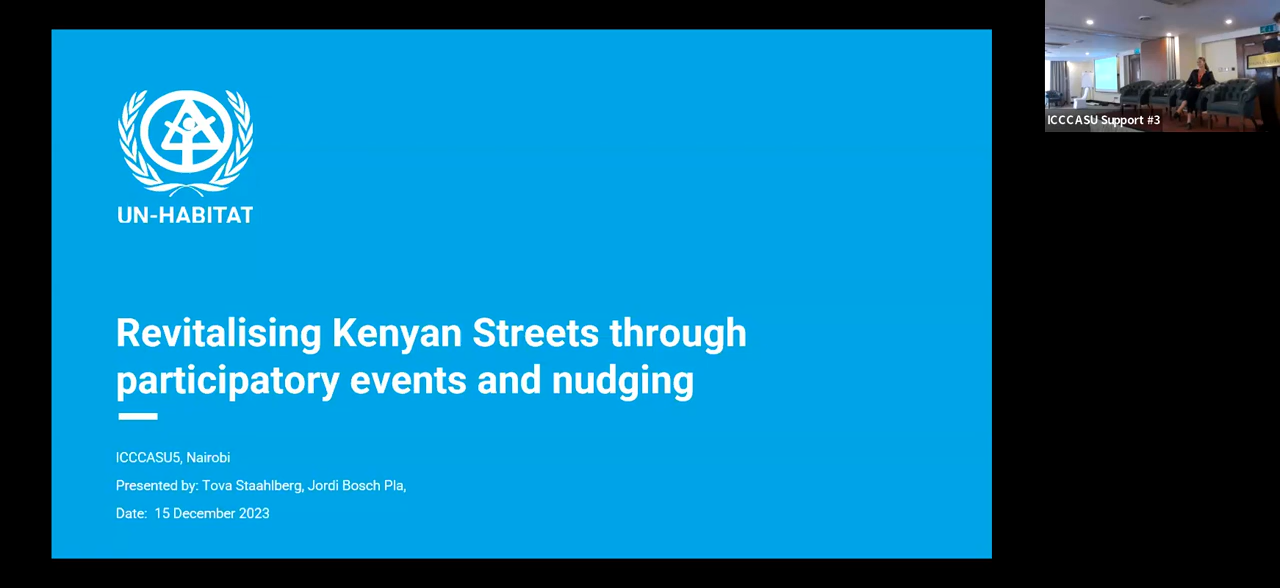 UN-HABITAT
Revitalising Kenyan Streets through
participatory events and nudging
ICCCASU5, Nairobi
Presented by: Tova Staahlberg, Jordi Bosch Pla,
Date: 15 December 2023
ICCCASU Support #3